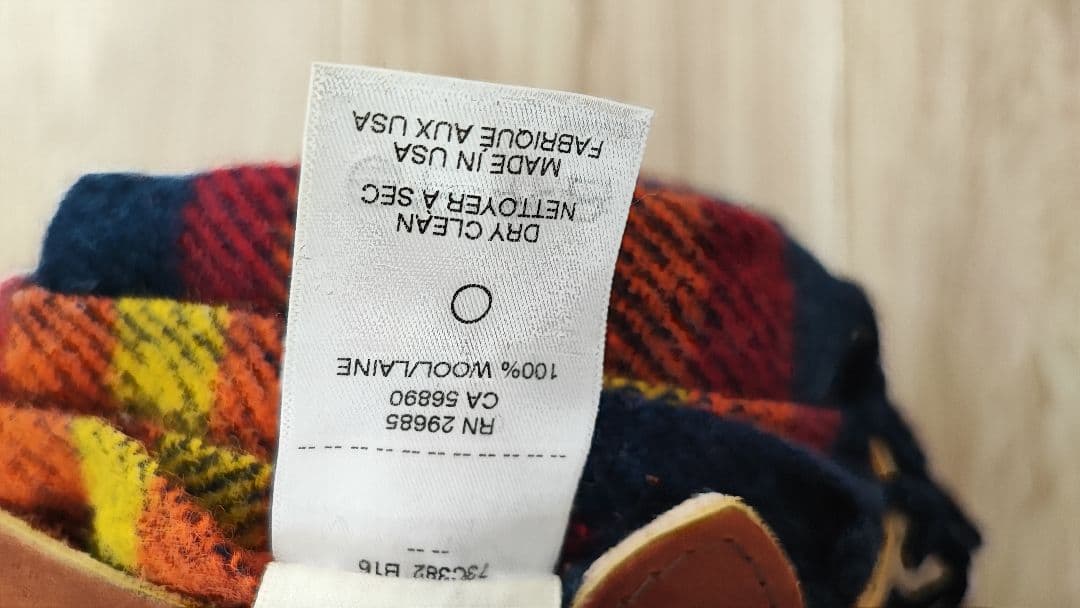 73C382 B16
RN 29685
CA 56890
100% WOOL/LAINE
DRY CLEAN
NETTOYER À SEC
MADE IN USA
FABRIQUÉ AUX USA